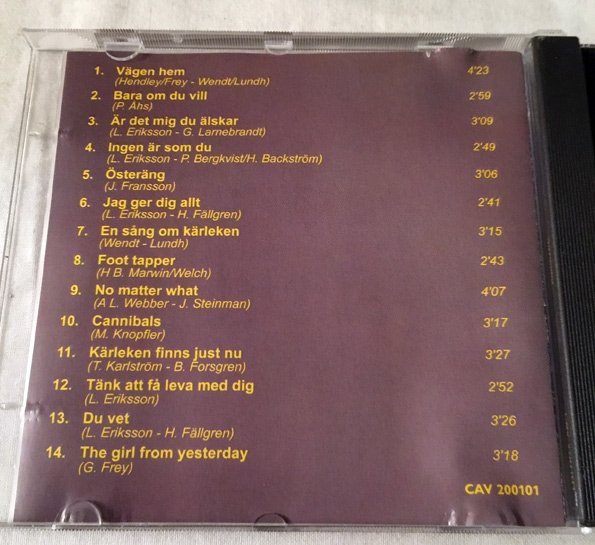 1. Vägen hem 4'23
(Hendley/Frey - Wendt/Lundh)
2. Bara om du vill 2'59
(P. Åhs)
3. Är det mig du älskar 3'09
(L. Eriksson - G. Larnebrandt)
4. Ingen är som du 2'49
(L. Eriksson - P. Bergkvist/H. Backström)
5. Österäng 3'06
(J. Fransson)
6. Jag ger dig allt 2'41
(L. Eriksson - H. Fällgren)
7. En sång om kärleken 3'15
(Wendt - Lundh)
8. Foot tapper 2'43
(H B. Marwin/Welch)
9. No matter what 4'07
(A L. Webber - J. Steinman)
10. Cannibals 3'17
(M. Knopfler)
11. Kärleken finns just nu 3'27
(T. Karlström - B. Forsgren)
12. Tänk att få leva med dig 2'52
(L. Eriksson)
13. Du vet 3'26
(L. Eriksson - H. Fällgren)
14. The girl from yesterday 3'18
(G. Frey)
CAV 200101